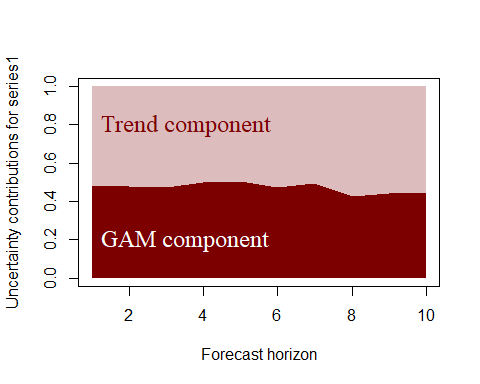 Uncertainty contributions for series1
1.0
0.8
0.6
0.4
0.2
0.0
Trend component
GAM component
2
4
6
8
10
Forecast horizon